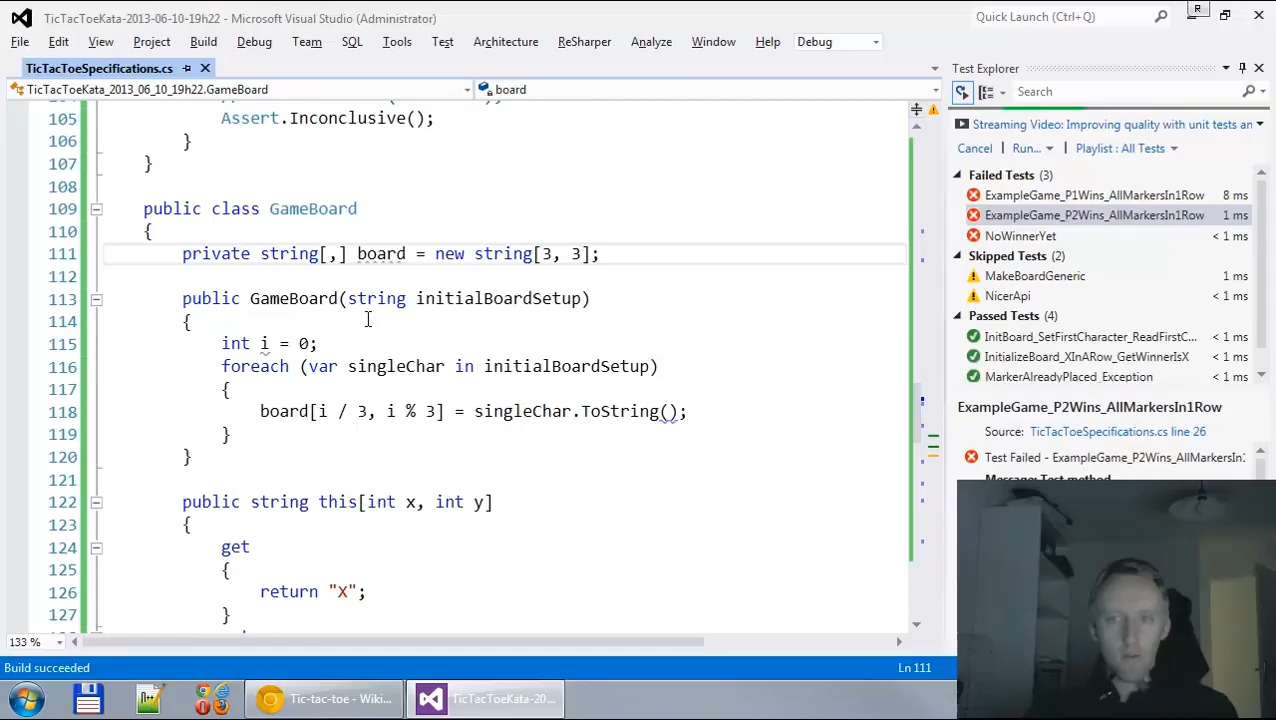 TicTacToeKata-2013-06-10-19h22 - Microsoft Visual Studio (Administrator)
Quick Launch (Ctrl+Q)
R
File Edit View Project Build Debug Team SQL Tools Test Architecture ReSharper Analyze Window Help Debug
TicTacToeSpecifications.cs
TicTacToeKata_2013_06_10_19h22.GameBoard
board
105 Assert.Inconclusive();
106 }
107 }
108
109 public class GameBoard
110 {
111 private string[,] board = new string[3, 3];
112
113 public GameBoard(string initialBoardSetup)
114 {
115 int i = 0;
116 foreach (var singleChar in initialBoardSetup)
117 {
118 board[i / 3, i % 3] = singleChar.ToString();
119 }
120 }
121
122 public string this[int x, int y]
123 {
124 get
125 {
126 return "X";
127 }
133 %
Build succeeded
Ln 111
Test Explorer
Search
Streaming Video: Improving quality with unit tests an
Cancel Run... Playlist : All Tests
Failed Tests (3)
ExampleGame_P1Wins_AllMarkersIn1Row 8 ms
ExampleGame_P2Wins_AllMarkersIn1Row 1 ms
NoWinnerYet < 1 ms
Skipped Tests (2)
MakeBoardGeneric < 1 ms
NicerApi < 1 ms
Passed Tests (4)
InitBoard_SetFirstCharacter_ReadFirstC... < 1 ms
InitializeBoard_XInARow_GetWinnerIsX < 1 ms
MarkerAlreadyPlaced_Exception < 1 ms
ExampleGame_P2Wins_AllMarkersIn1Row
Source: TicTacToeSpecifications.cs line 26
Test Failed - ExampleGame_P2Wins_AllMarkersIn1
Message: Test method
Tic-tac-toe - Wiki...
TicTacToeKata-20...